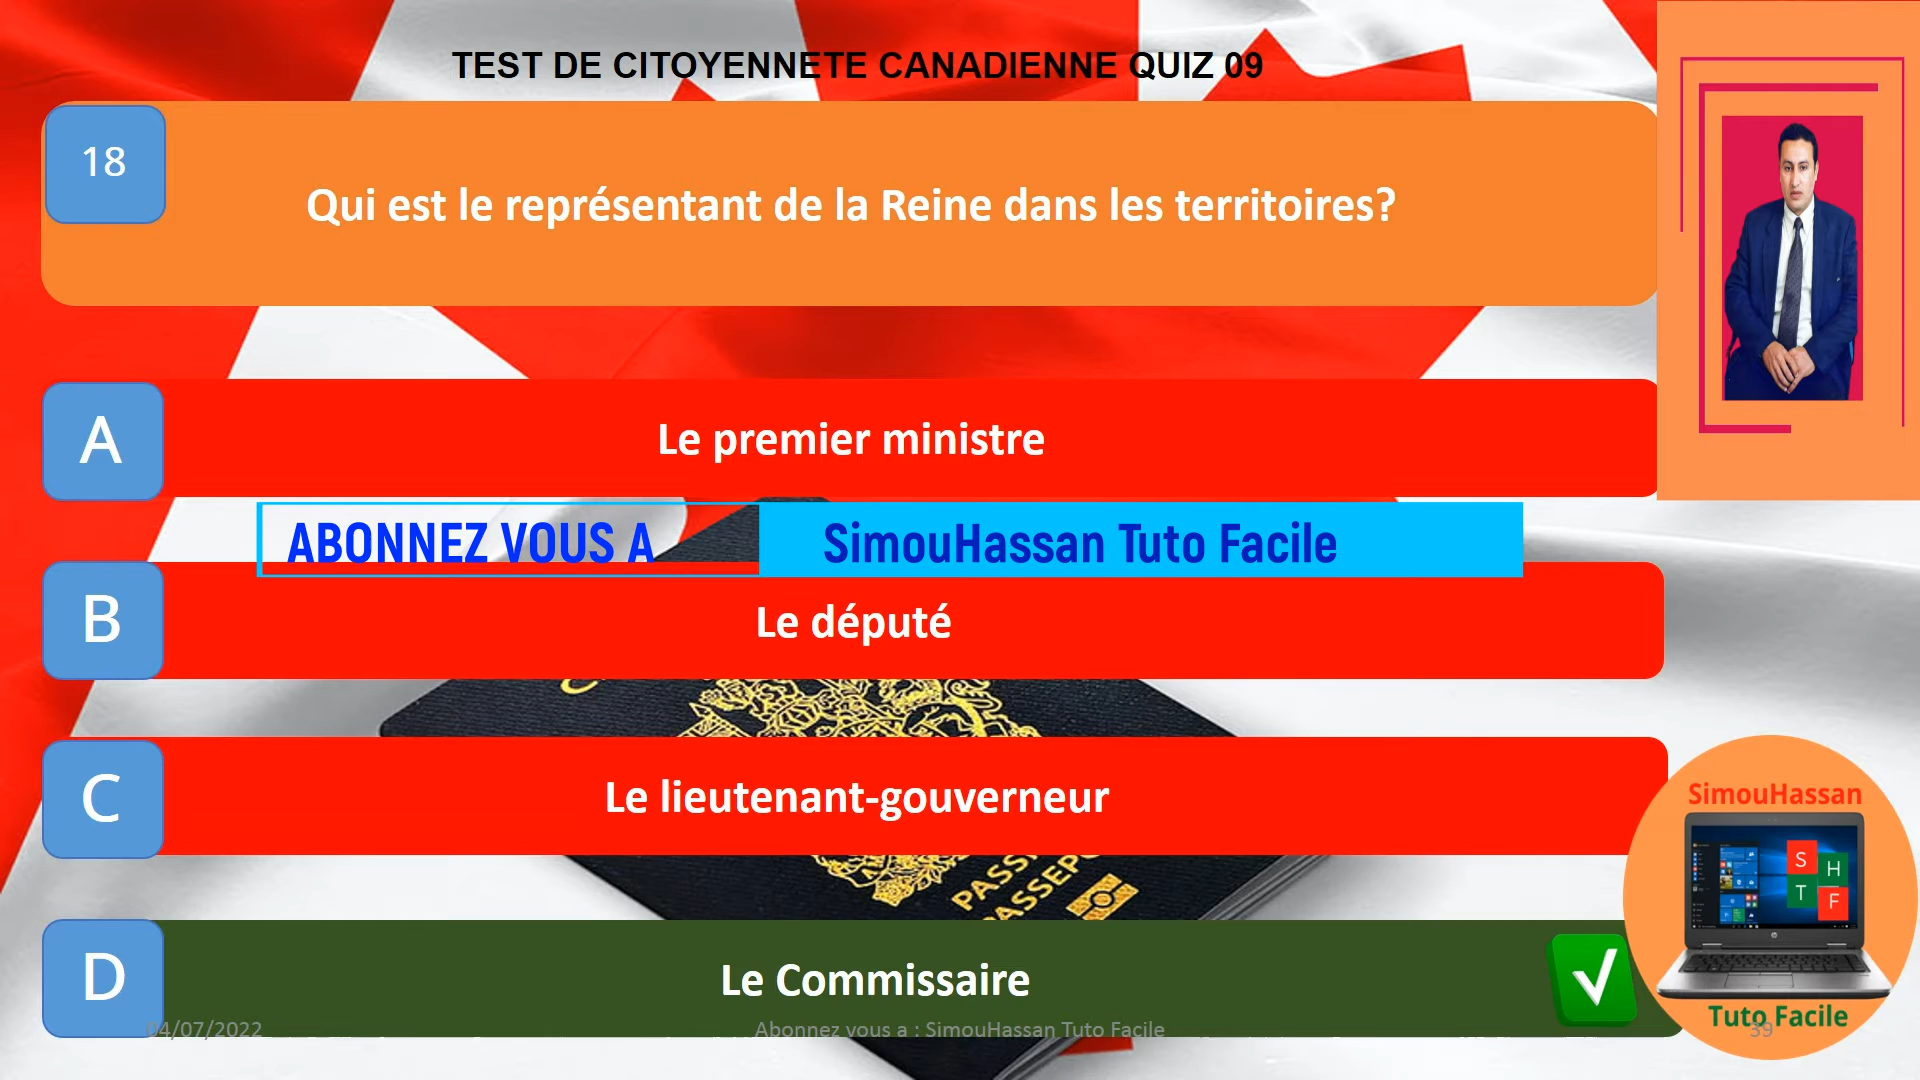 TEST DE CITOYENNETE CANADIENNE QUIZ 09
18
Qui est le représentant de la Reine dans les territoires?
A
Le premier ministre
ABONNEZ VOUS A
SimouHassan Tuto Facile
B
Le député
C
Le lieutenant-gouverneur
SimouHassan
S
H
T
F
PASS
PASSEPO
D
Le Commissaire
Tuto Facile
04/07/2022
Abonnez vous a : SimouHassan Tuto Facile
39